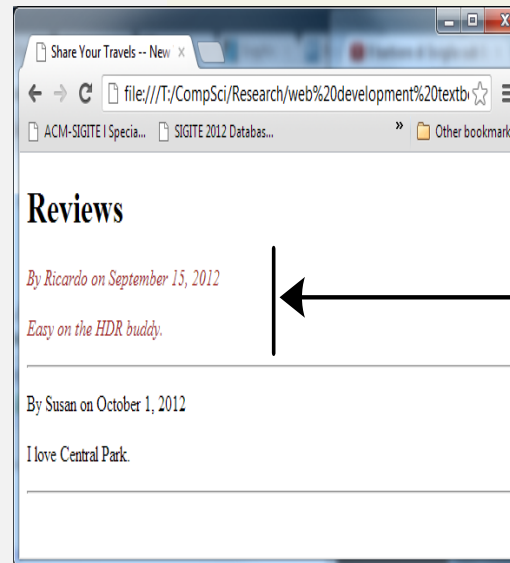 Share Your Travels -- New
file:///T:/CompSci/Research/web%20development%20textb
ACM-SIGITE I Specia... SIGITE 2012 Databas... » Other bookmark
Reviews
By Ricardo on September 15, 2012
Easy on the HDR buddy.
By Susan on October 1, 2012
I love Central Park.